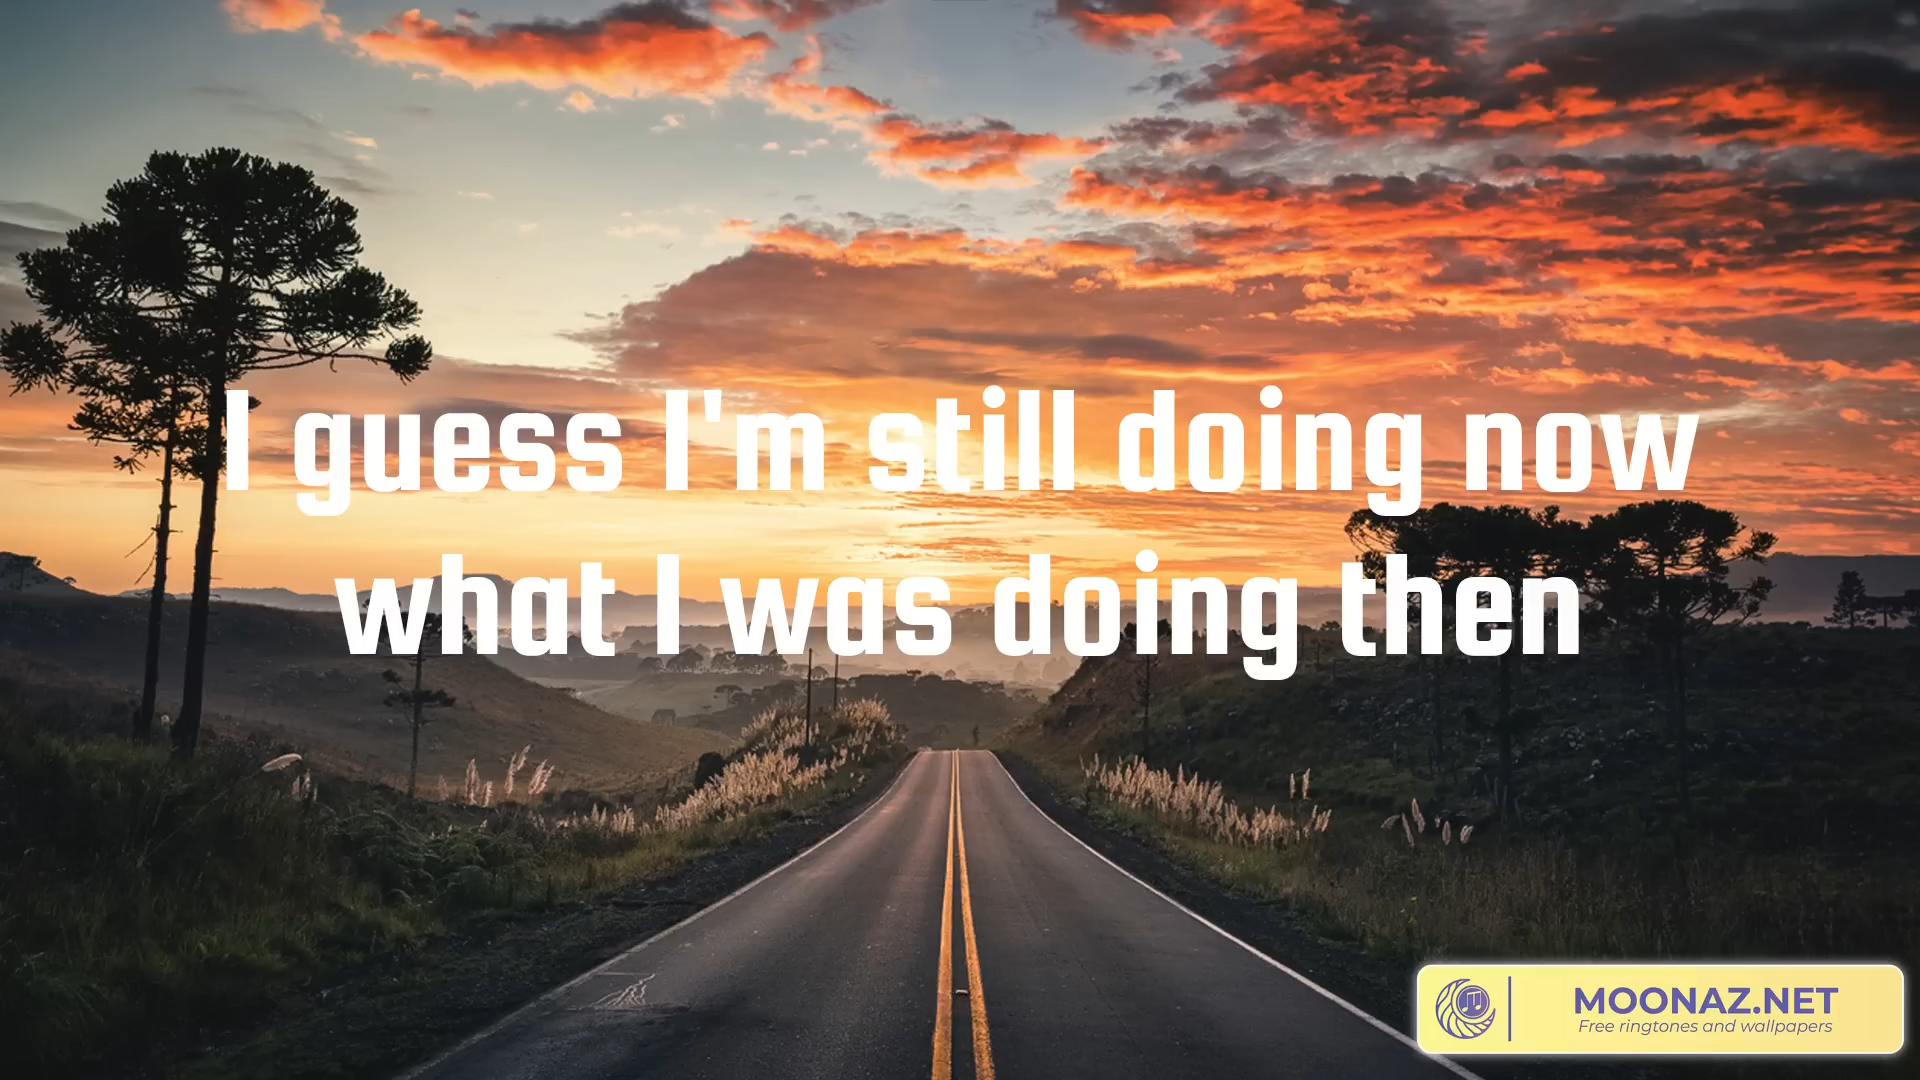 I guess I'm still doing now
what I was doing then
MOONAZ.NET
Free ringtones and wallpapers